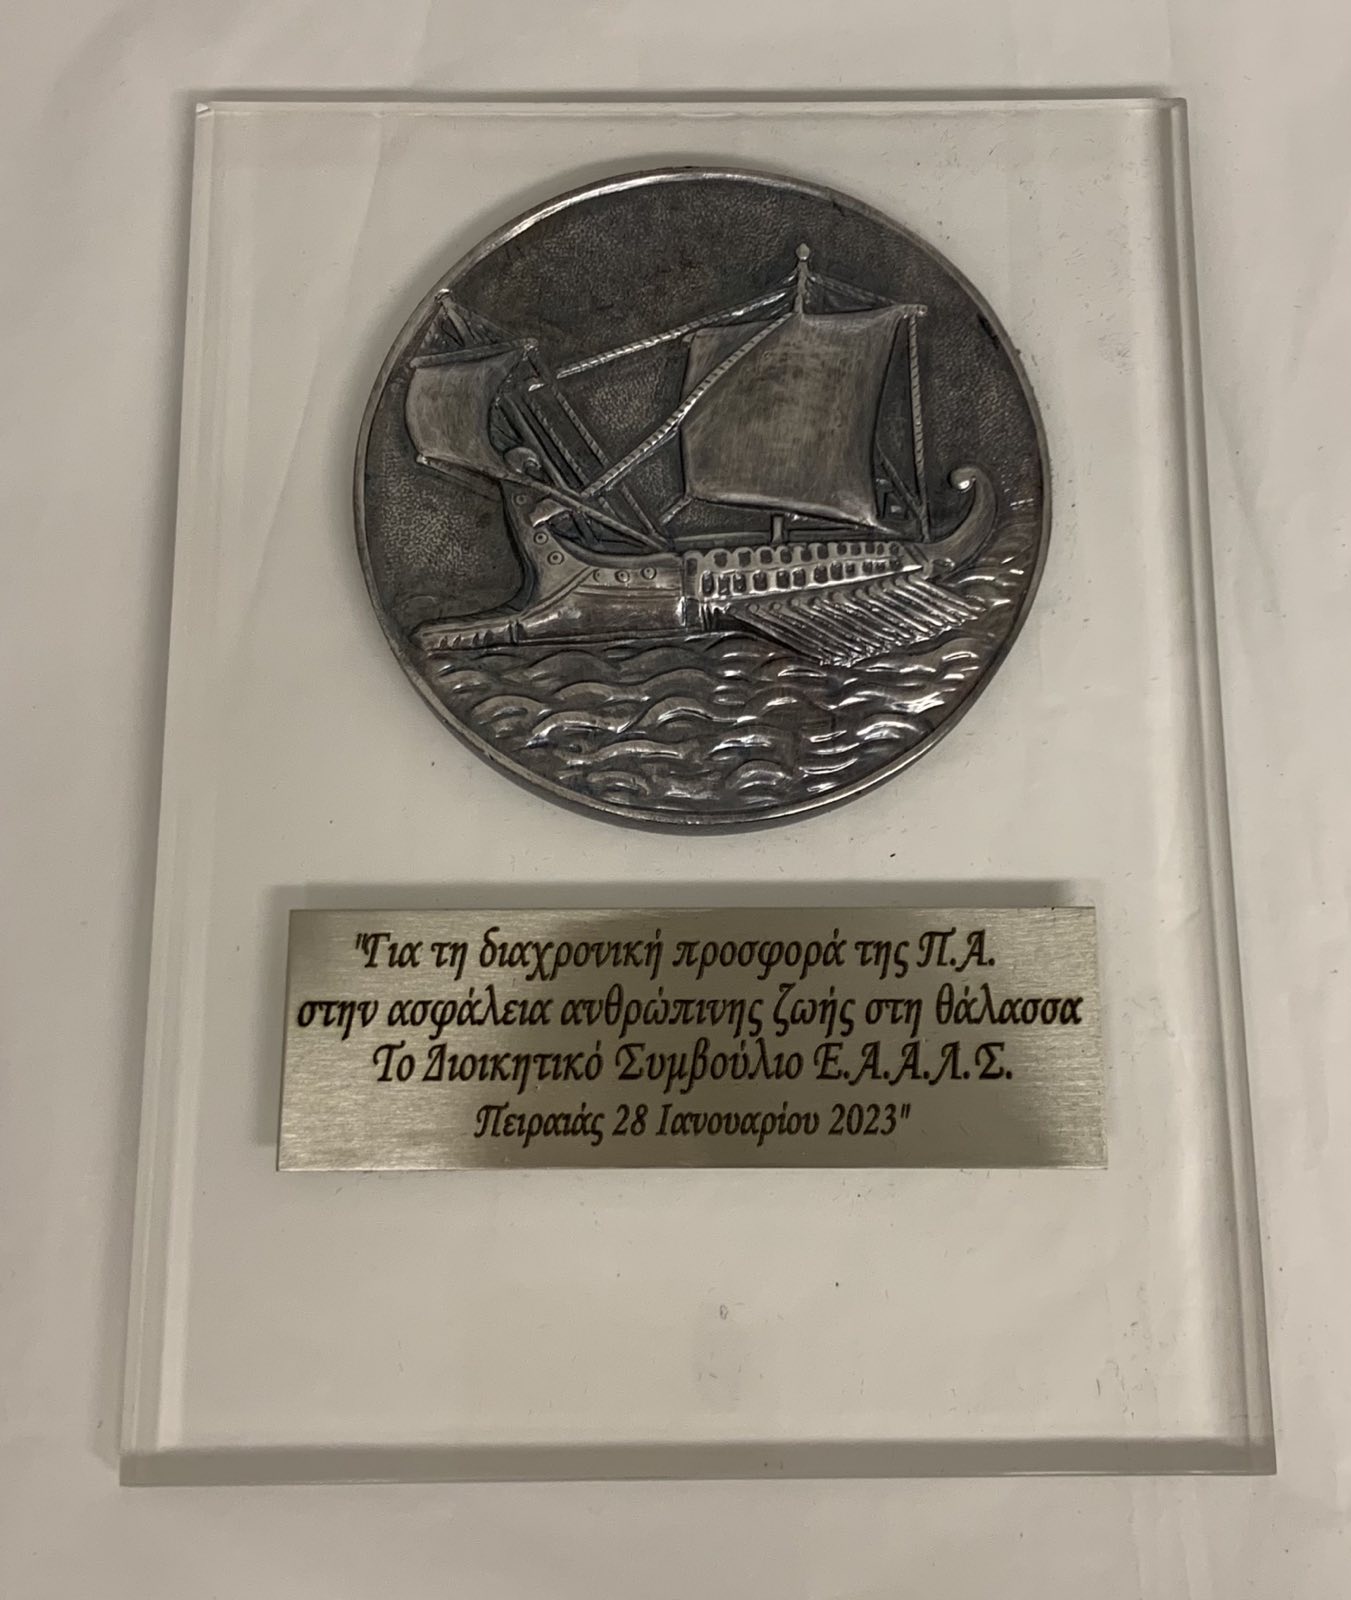 "Για τη διαχρονική προσφορά της Π.Α.
στην ασφάλεια ανθρώπινης ζωής στη θάλασσα
Το Διοικητικό Συμβούλιο Ε.Α.Α.Λ.Σ.
Πειραιάς 28 Ιανουαρίου 2023"